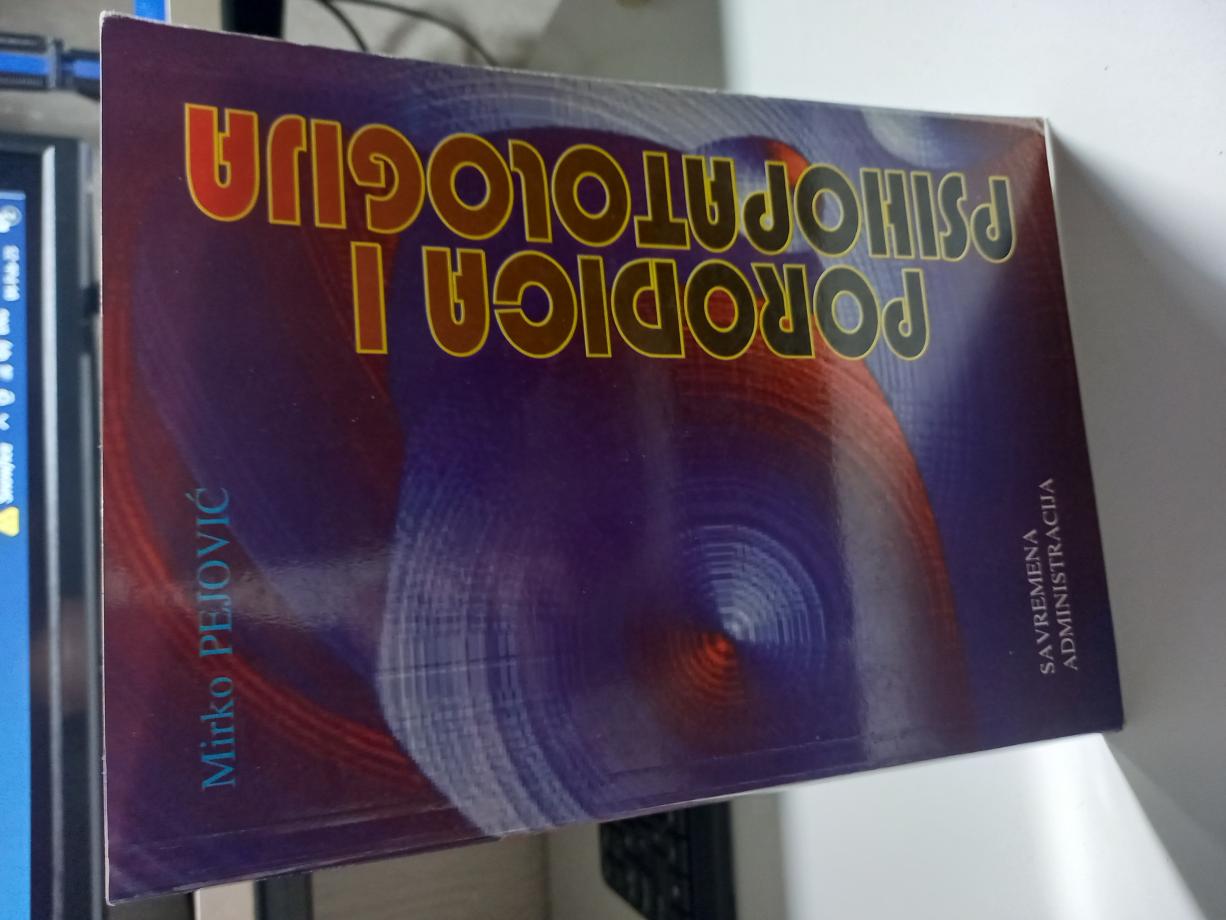 Mirko PEJOVIĆ
PORODICA I
PSIHOPATOLOGIJA
SAVREMENA
ADMINISTRACIJA